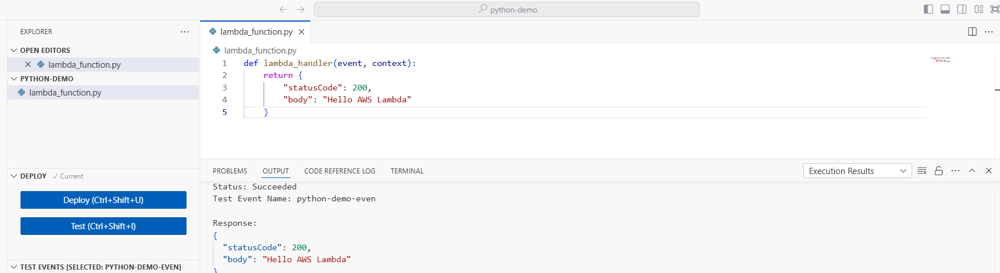 python-demo
EXPLORER
OPEN EDITORS
lambda_function.py
PYTHON-DEMO
lambda_function.py
DEPLOY ✓ Current
Deploy (Ctrl+Shift+U)
Test (Ctrl+Shift+I)
TEST EVENTS [SELECTED: PYTHON-DEMO-EVEN]
lambda_function.py
lambda_function.py
1 def lambda_handler(event, context):
2     return {
3         "statusCode": 200,
4         "body": "Hello AWS Lambda"
5     }
PROBLEMS OUTPUT CODE REFERENCE LOG TERMINAL
Execution Results
Status: Succeeded
Test Event Name: python-demo-even
Response:
{
  "statusCode": 200,
  "body": "Hello AWS Lambda"
}